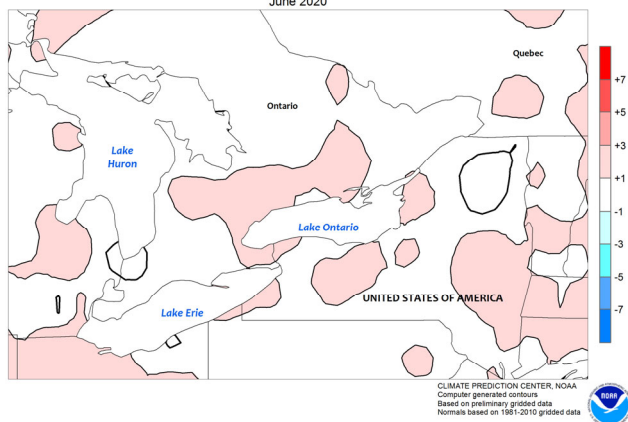 June 2020
Quebec
Ontario
Lake
Huron
Lake Ontario
UNITED STATES OF AMERICA
Lake Erie
+7
+5
+3
+1
-1
-3
-5
-7
CLIMATE PREDICTION CENTER, NOAA
Computer generated contours
Based on preliminary gridded data
Normals based on 1981-2010 gridded data
NOAA